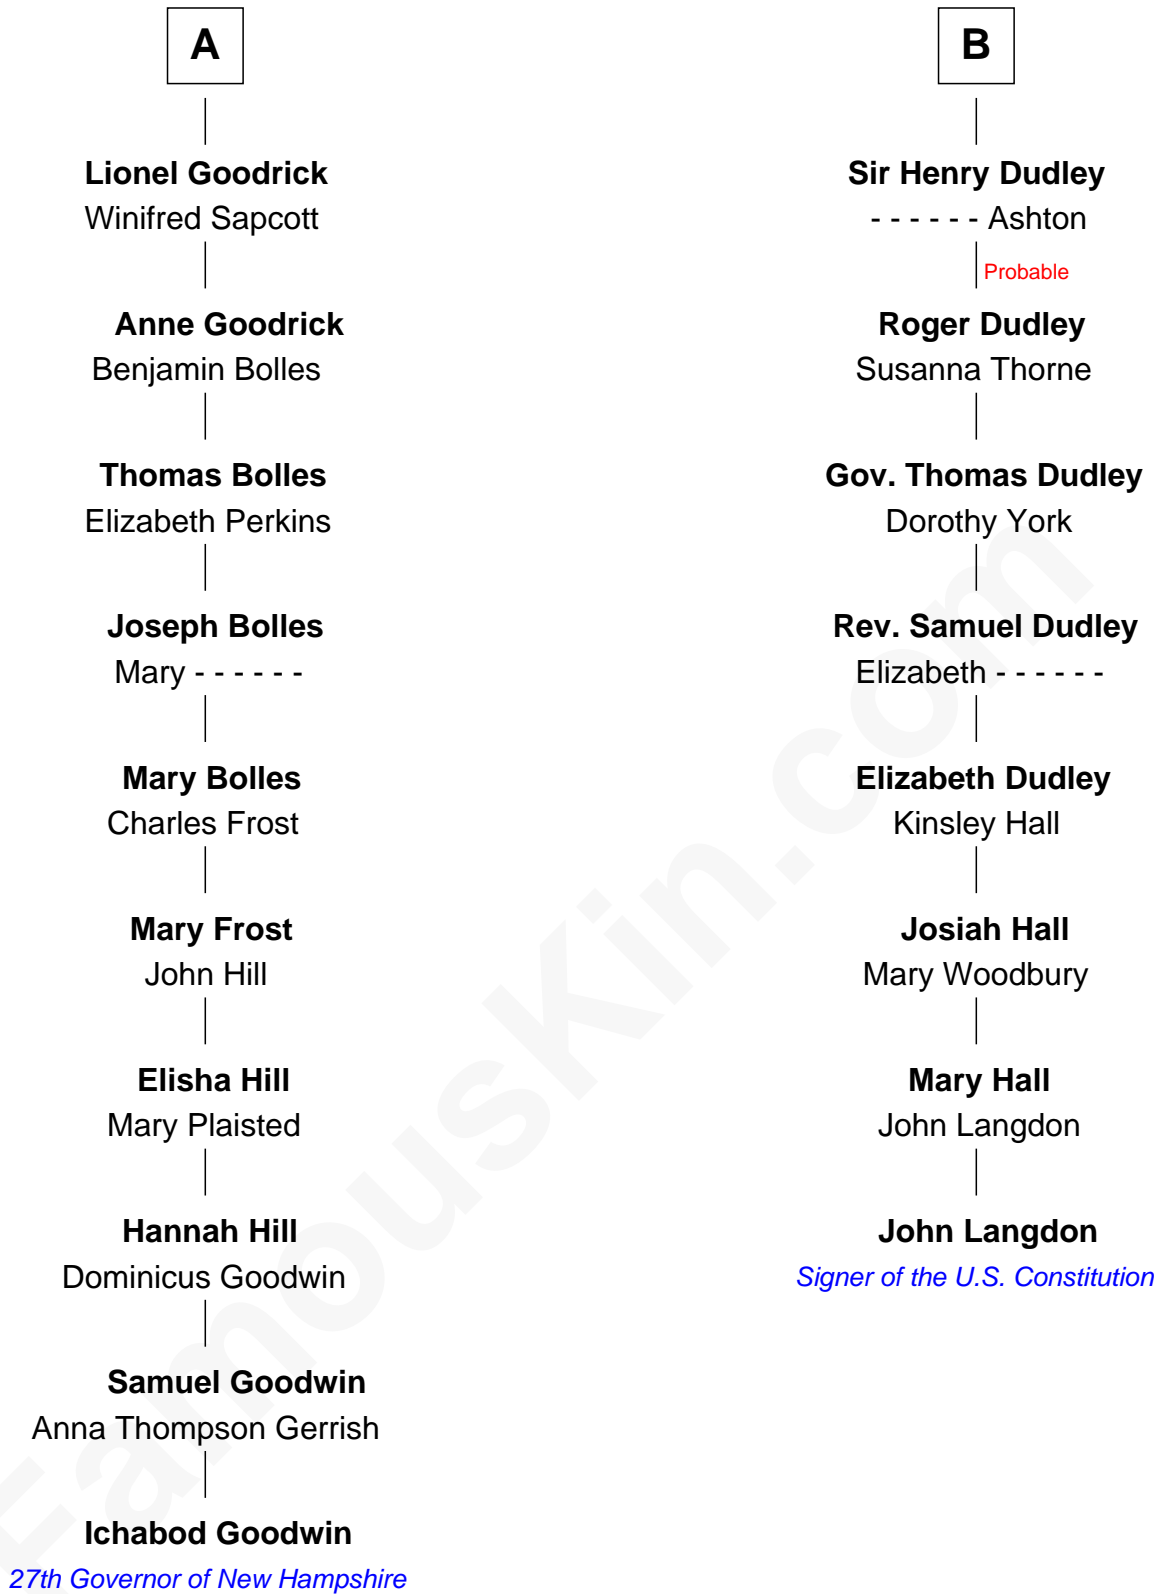 A
Lionel Goodrick
Winifred Sapcott
Anne Goodrick
Benjamin Bolles
Thomas Bolles
Elizabeth Perkins
Joseph Bolles
Mary - - - - - -
Mary Bolles
Charles Frost
Mary Frost
John Hill
Elisha Hill
Mary Plaisted
Hannah Hill
Dominicus Goodwin
Samuel Goodwin
Anna Thompson Gerrish
Ichabod Goodwin
27th Governor of New Hampshire
B
Sir Henry Dudley
- - - - - - Ashton
Probable
Roger Dudley
Susanna Thorne
Gov. Thomas Dudley
Dorothy York
Rev. Samuel Dudley
Elizabeth - - - - - -
Elizabeth Dudley
Kinsley Hall
Josiah Hall
Mary Woodbury
Mary Hall
John Langdon
John Langdon
Signer of the U.S. Constitution
FamousKin.com